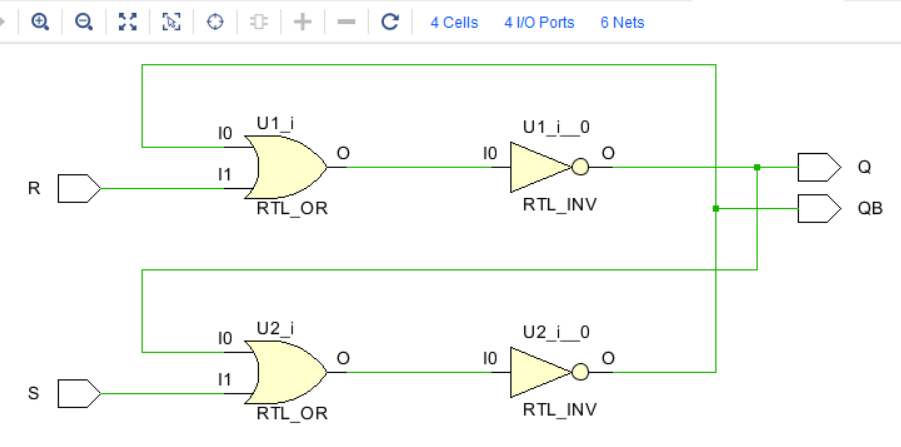 4 Cells 4 I/O Ports 6 Nets
U1_i
U1_i__0
I0
O
I0
O
I1
R
Q
RTL_OR
RTL_INV
QB
U2_i
U2_i__0
I0
O
I0
O
I1
S
RTL_OR
RTL_INV